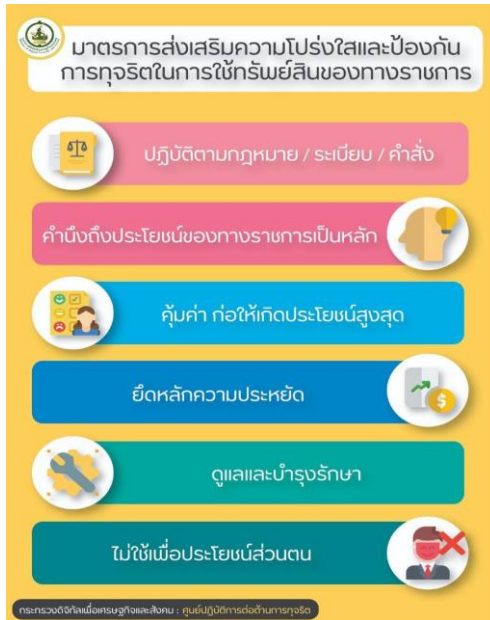 มาตรการส่งเสริมความโปร่งใสและป้องกัน
การทุจริตในการใช้ทรัพย์สินของทางราชการ
ปฏิบัติตามกฎหมาย / ระเบียบ / คำสั่ง
คำนึงถึงประโยชน์ของทางราชการเป็นหลัก
คุ้มค่า ก่อให้เกิดประโยชน์สูงสุด
ยึดหลักความประหยัด
ดูแลและบำรุงรักษา
ไม่ใช้เพื่อประโยชน์ส่วนตน
กระทรวงดิจิทัลเพื่อเศรษฐกิจและสังคม : ศูนย์ปฏิบัติการต่อต้านการทุจริต